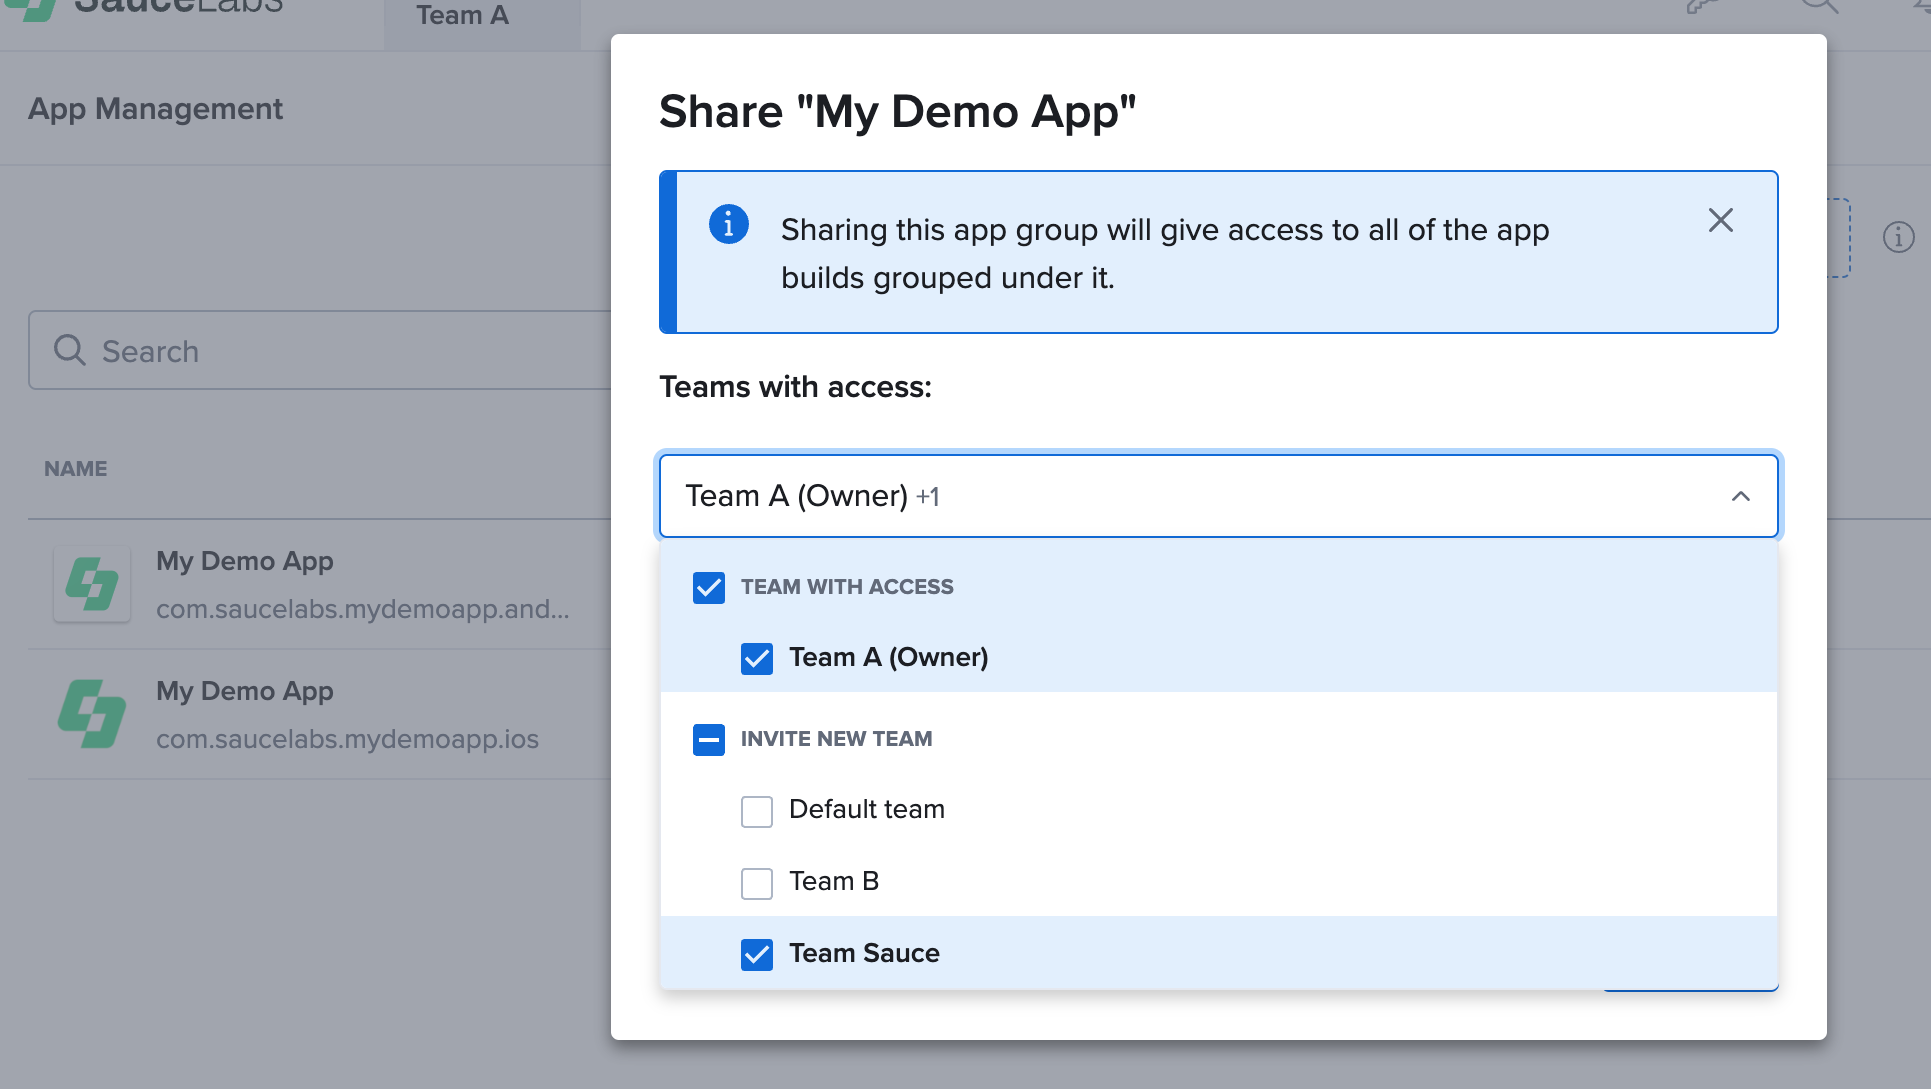 SauceLabs
Team A
App Management
Search
NAME
My Demo App
com.saucelabs.mydemoapp.and...
My Demo App
com.saucelabs.mydemoapp.ios
Share "My Demo App"
Sharing this app group will give access to all of the app
builds grouped under it.
Teams with access:
Team A (Owner) +1
TEAM WITH ACCESS
Team A (Owner)
INVITE NEW TEAM
Default team
Team B
Team Sauce